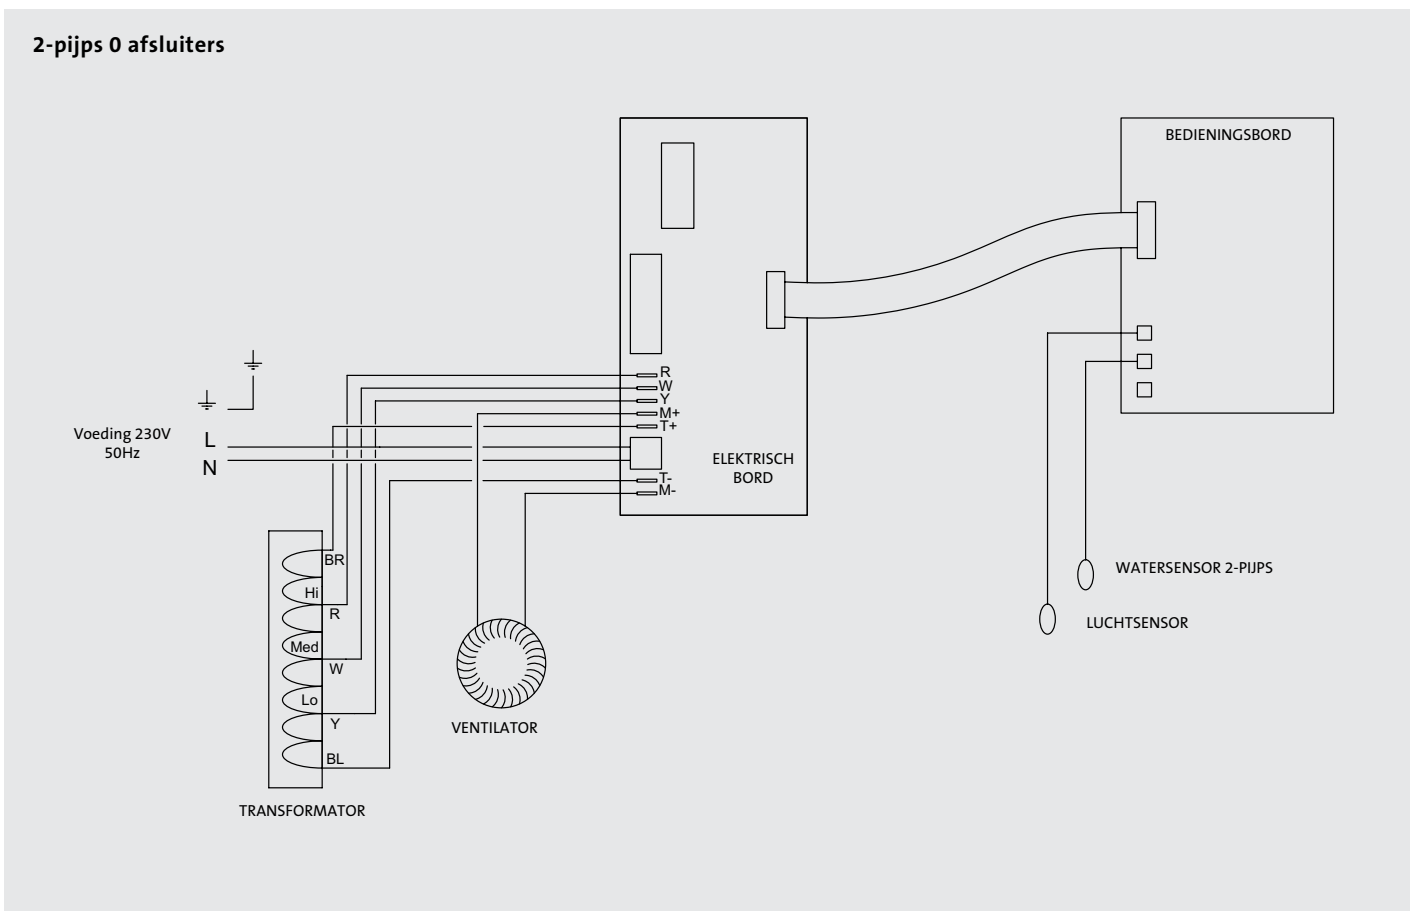 2-pijps 0 afsluiters
BEDIENINGSBORD
R
W
Y
M+
T+
Voeding 230V
50Hz
L
N
ELEKTRISCH
BORD
T-
M-
BR
Hi
R
Med
W
Lo
Y
BL
WATERSENSOR 2-PIJPS
LUCHTSENSOR
VENTILATOR
TRANSFORMATOR